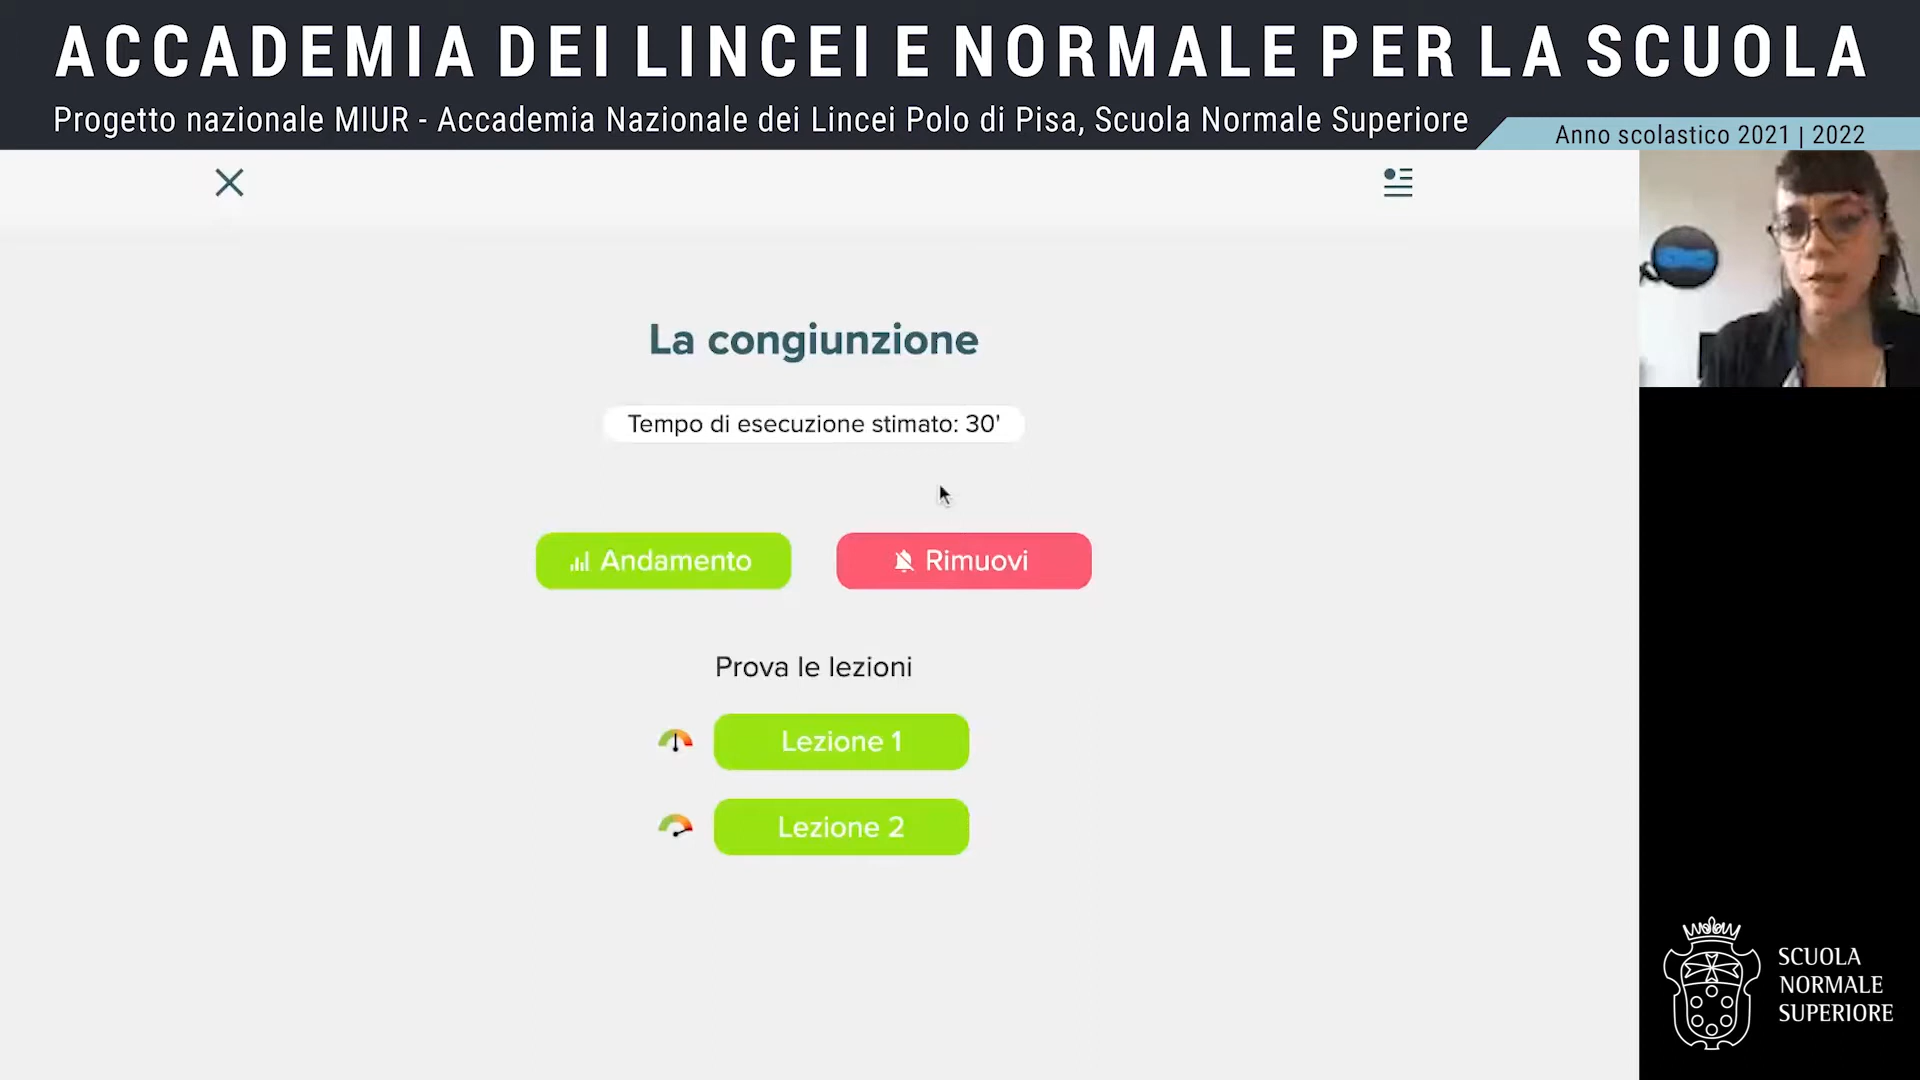 ACCADEMIA DEI LINCEI E NORMALE PER LA SCUOLA
Progetto nazionale MIUR - Accademia Nazionale dei Lincei Polo di Pisa, Scuola Normale Superiore
Anno scolastico 2021 | 2022
La congiunzione
Tempo di esecuzione stimato: 30'
Andamento
Rimuovi
Prova le lezioni
Lezione 1
Lezione 2
SCUOLA
NORMALE
SUPERIORE